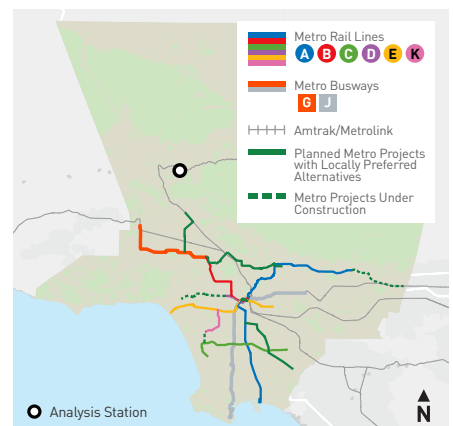 Metro Rail Lines
A B C D E K
Metro Busways
G J
Amtrak/Metrolink
Planned Metro Projects
with Locally Preferred
Alternatives
Metro Projects Under
Construction
Analysis Station
N